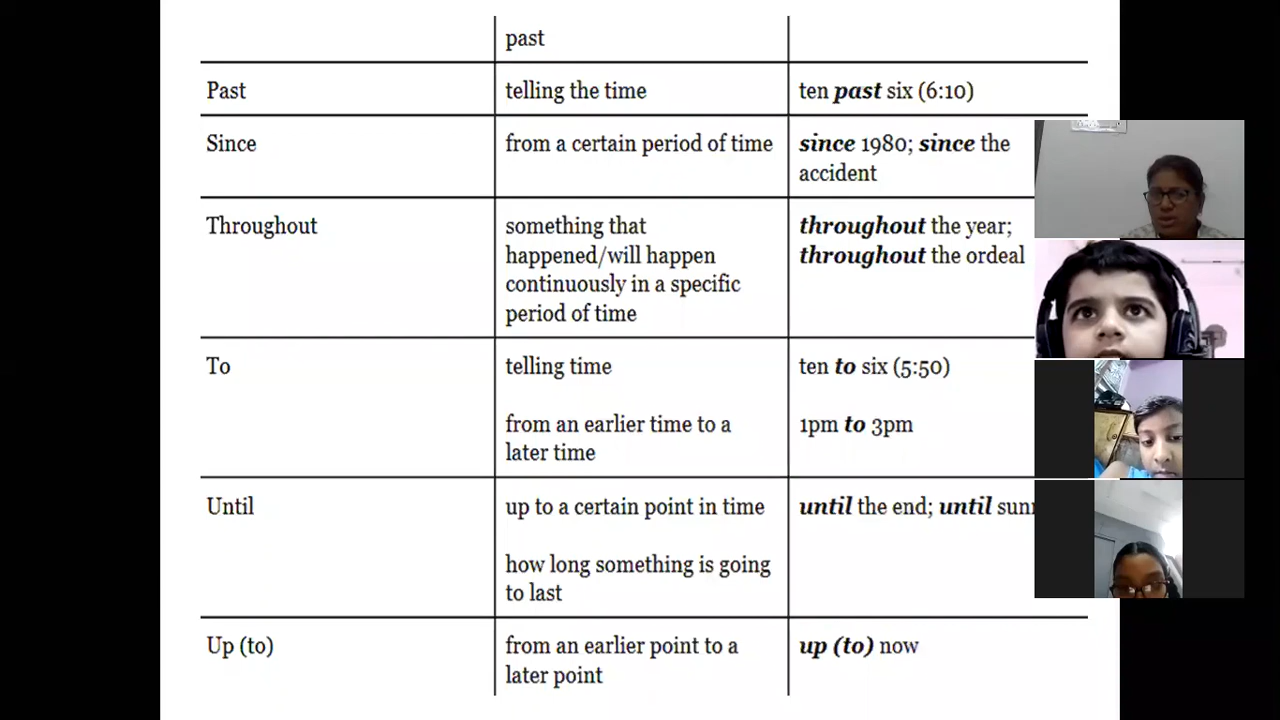 past
Past telling the time ten past six (6:10)
Since from a certain period of time since 1980; since the
accident
Throughout something that throughout the year;
happened/will happen throughout the ordeal
continuously in a specific
period of time
To telling time ten to six (5:50)
from an earlier time to a 1pm to 3pm
later time
Until up to a certain point in time until the end; until
how long something is going
to last
Up (to) from an earlier point to a up (to) now
later point